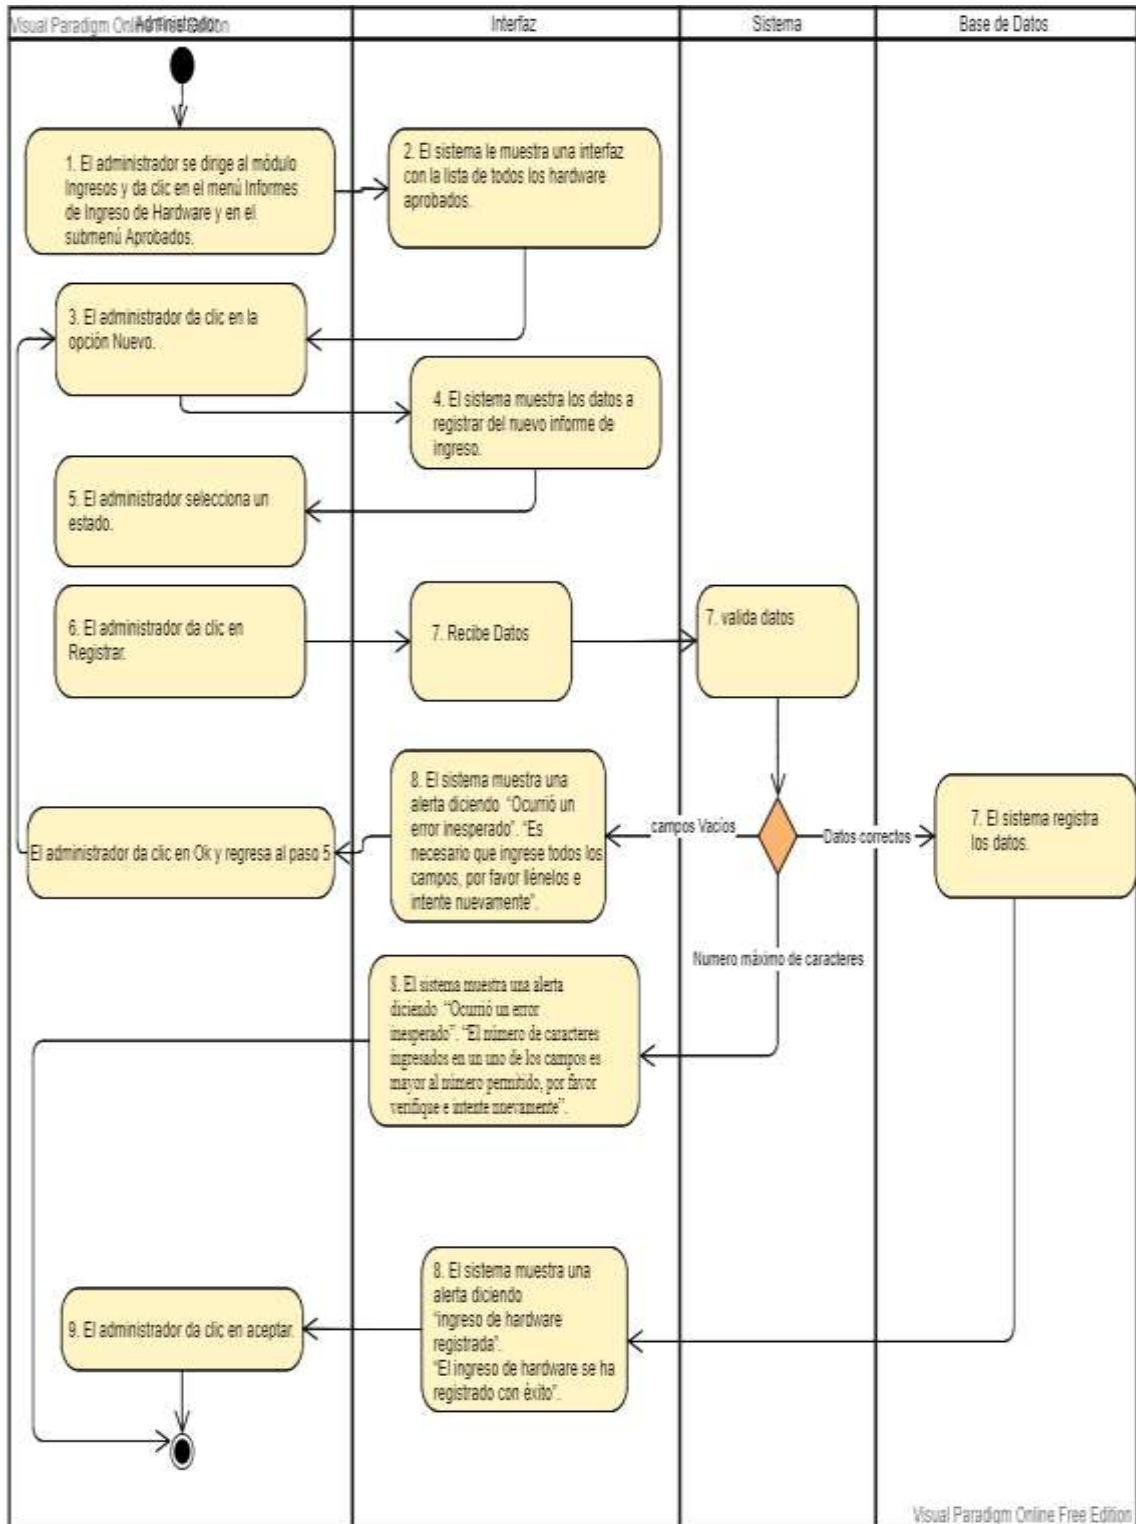 Visual Paradigm Online Free Edition
Administrador
Interfaz
Sistema
Base de Datos
1. El administrador se dirige al módulo
Ingresos y da clic en el menú Informes
de Ingreso de Hardware y en el
submenú Aprobados.
2. El sistema le muestra una interfaz
con la lista de todos los hardware
aprobados.
3. El administrador da clic en la
opción Nuevo.
4. El sistema muestra los datos a
registrar del nuevo informe de
ingreso.
5. El administrador selecciona un
estado.
6. El administrador da clic en
Registrar.
7. Recibe Datos
7. valida datos
8. El sistema muestra una
alerta diciendo “Ocurrió un
error inesperado”. “Es
necesario que ingrese todos los
campos, por favor llénelos e
intente nuevamente”.
campos Vacíos
Datos correctos
7. El sistema registra
los datos.
El administrador da clic en Ok y regresa al paso 5
Numero máximo de caracteres
8. El sistema muestra una alerta
diciendo “Ocurrió un error
inesperado”. “El número de caracteres
ingresados en un uno de los campos es
mayor al número permitido, por favor
verifique e intente nuevamente”.
8. El sistema muestra una
alerta diciendo
“ingreso de hardware
registrada”.
“El ingreso de hardware se ha
registrado con éxito”.
9. El administrador da clic en aceptar.
Visual Paradigm Online Free Edition